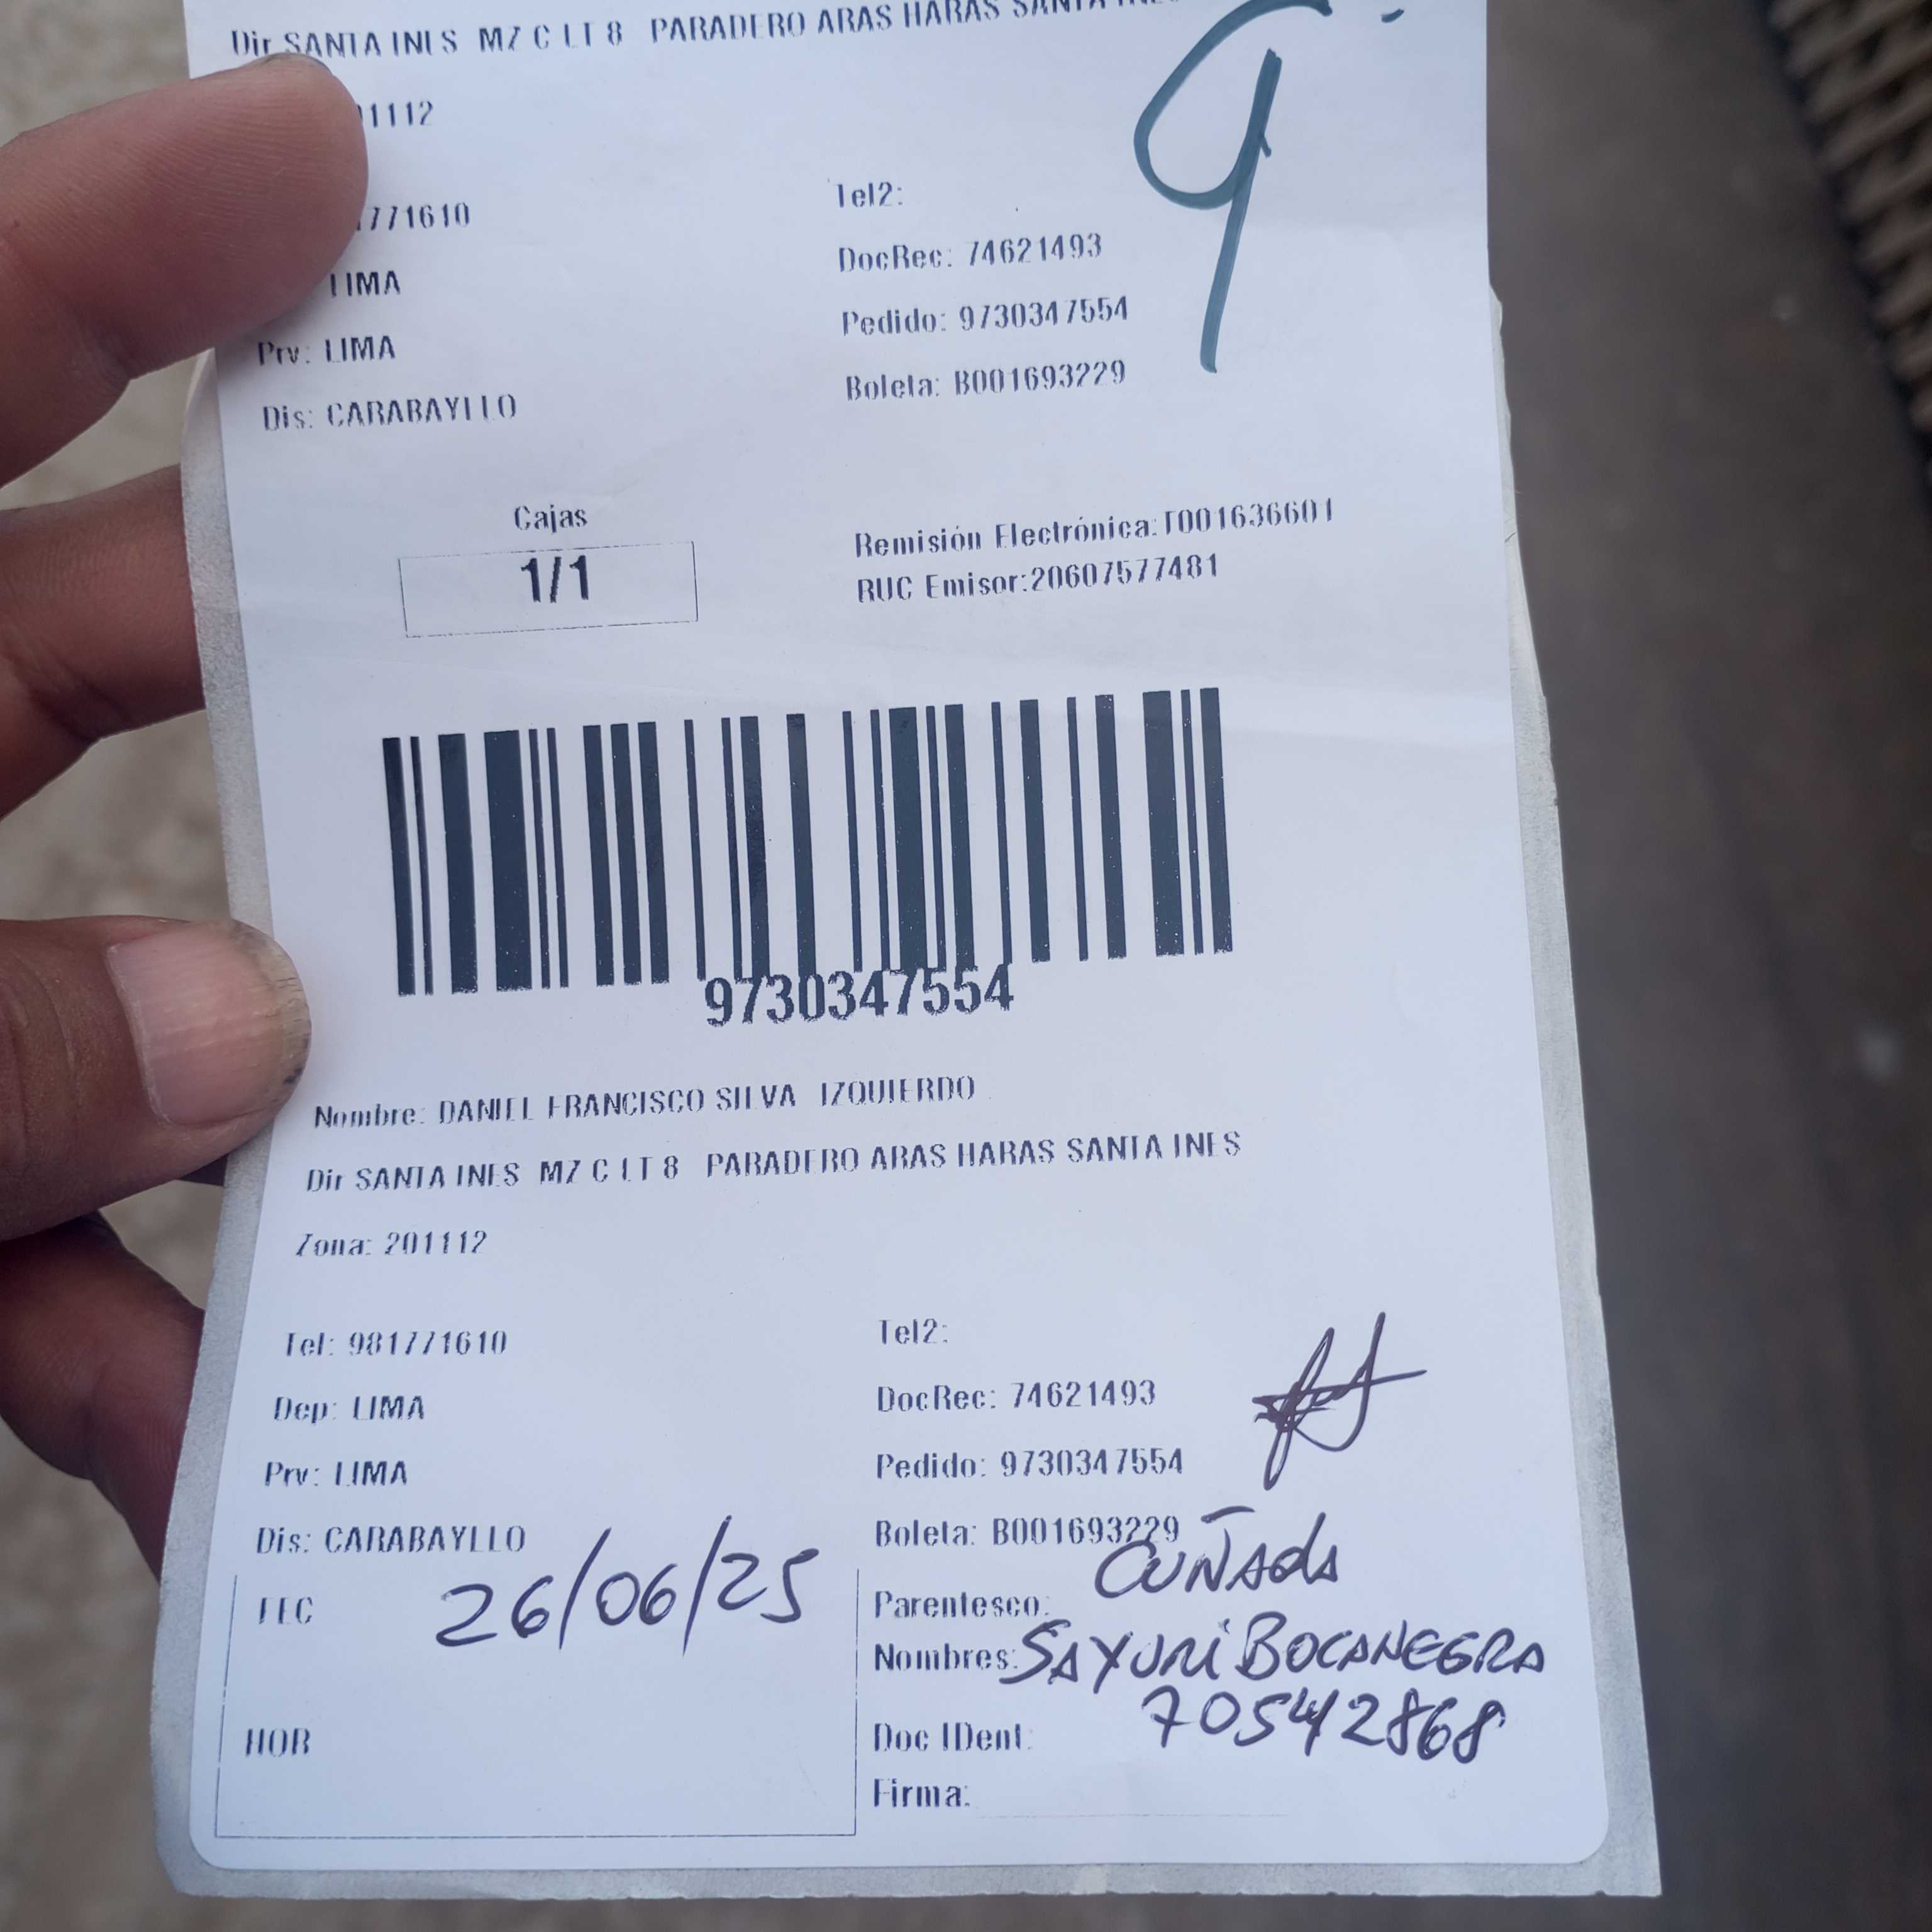 Dir SANTA INES MZ C LT 8 PARADERO ARAS HARAS SANTA
1112
771610
Tel2:
LIMA
DocRec: 74621493
Prv: LIMA
Pedido: 9730347554
Dis: CARABAYLLO
Boleta: B001693229
9
Cajas
1/1
Remisión Electrónica:T001636601
RUC Emisor:20607577481
9730347554
Nombre: DANIEL FRANCISCO SILVA IZQUIERDO
Dir SANTA INES MZ C LT 8 PARADERO ARAS HARAS SANTA INES
Zona: 201112
Tel: 981771610
Tel2:
Dep: LIMA
DocRec: 74621493
Prv: LIMA
Pedido: 9730347554
Dis: CARABAYLLO
Boleta: B001693229
FEC 26/06/25
Parentesco: CUÑAda
Nombres: SAYURi BOCANEGRA
HOR
Doc IDent: 70542868
Firma: